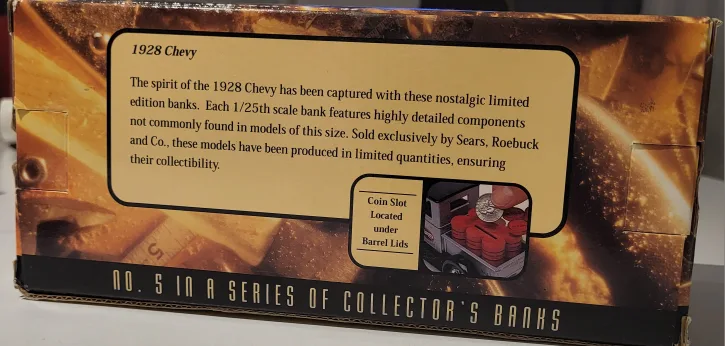 1928 Chevy
The spirit of the 1928 Chevy has been captured with these nostalgic limited
edition banks. Each 1/25th scale bank features highly detailed components
not commonly found in models of this size. Sold exclusively by Sears, Roebuck
and Co., these models have been produced in limited quantities, ensuring
their collectibility.
Coin Slot
Located
under
Barrel Lids
5
NO. 5 IN A SERIES OF COLLECTOR'S BANKS